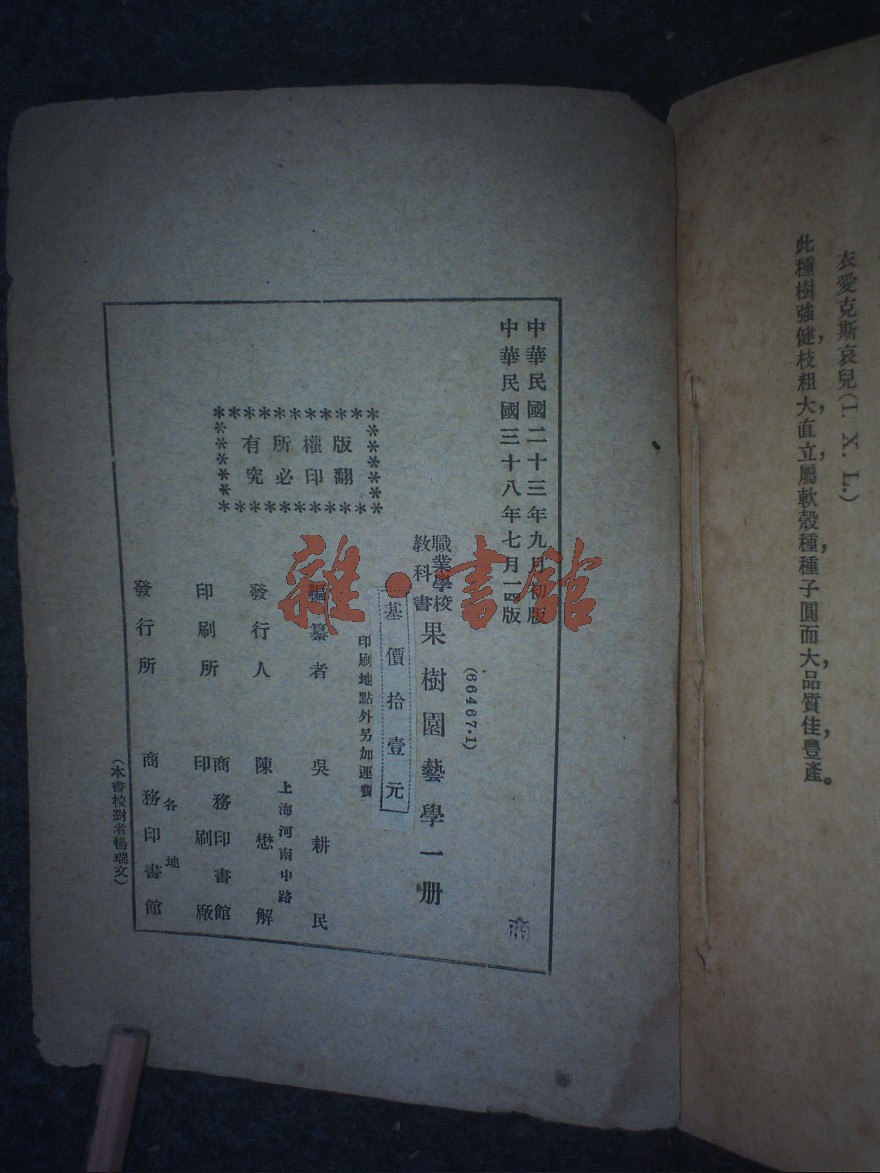 衣愛克斯哀兒(I. X. L.)
此種樹強健，枝粗大，直立，屬軟殼種，種子圓而大，品質佳，豐產。
中華民國二十三年九月初版
中華民國三十八年七月一四版
(66467·1)
職業學校
教科書
果樹園藝學一册
基價拾壹元
印刷地點外另加運費
版權所有
翻印必究
編纂者 吳耕民
上海河南中路
發行人 陳懋解
印刷所 商務印書館
印刷廠
發行所 各地
商務印書館
(本書校對者楊瑞文)
商
雜·書館